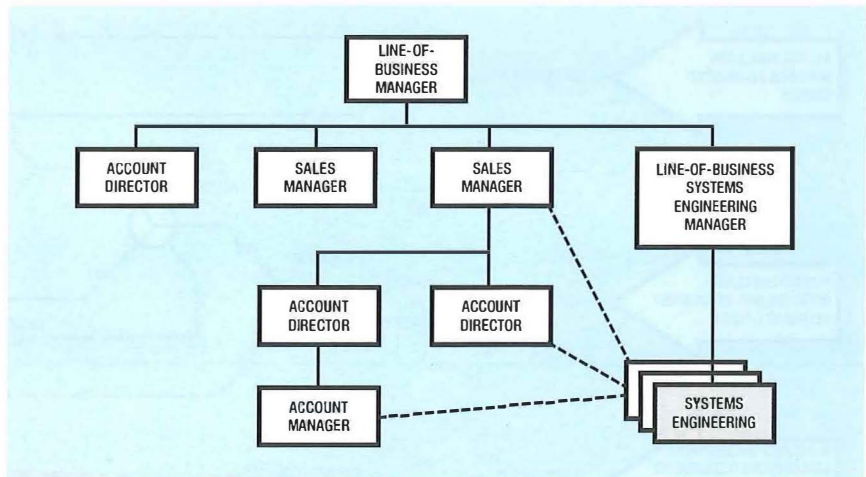 LINE-OF-
BUSINESS
MANAGER
ACCOUNT
DIRECTOR
SALES
MANAGER
SALES
MANAGER
LINE-OF-BUSINESS
SYSTEMS
ENGINEERING
MANAGER
ACCOUNT
DIRECTOR
ACCOUNT
DIRECTOR
ACCOUNT
MANAGER
SYSTEMS
ENGINEERING